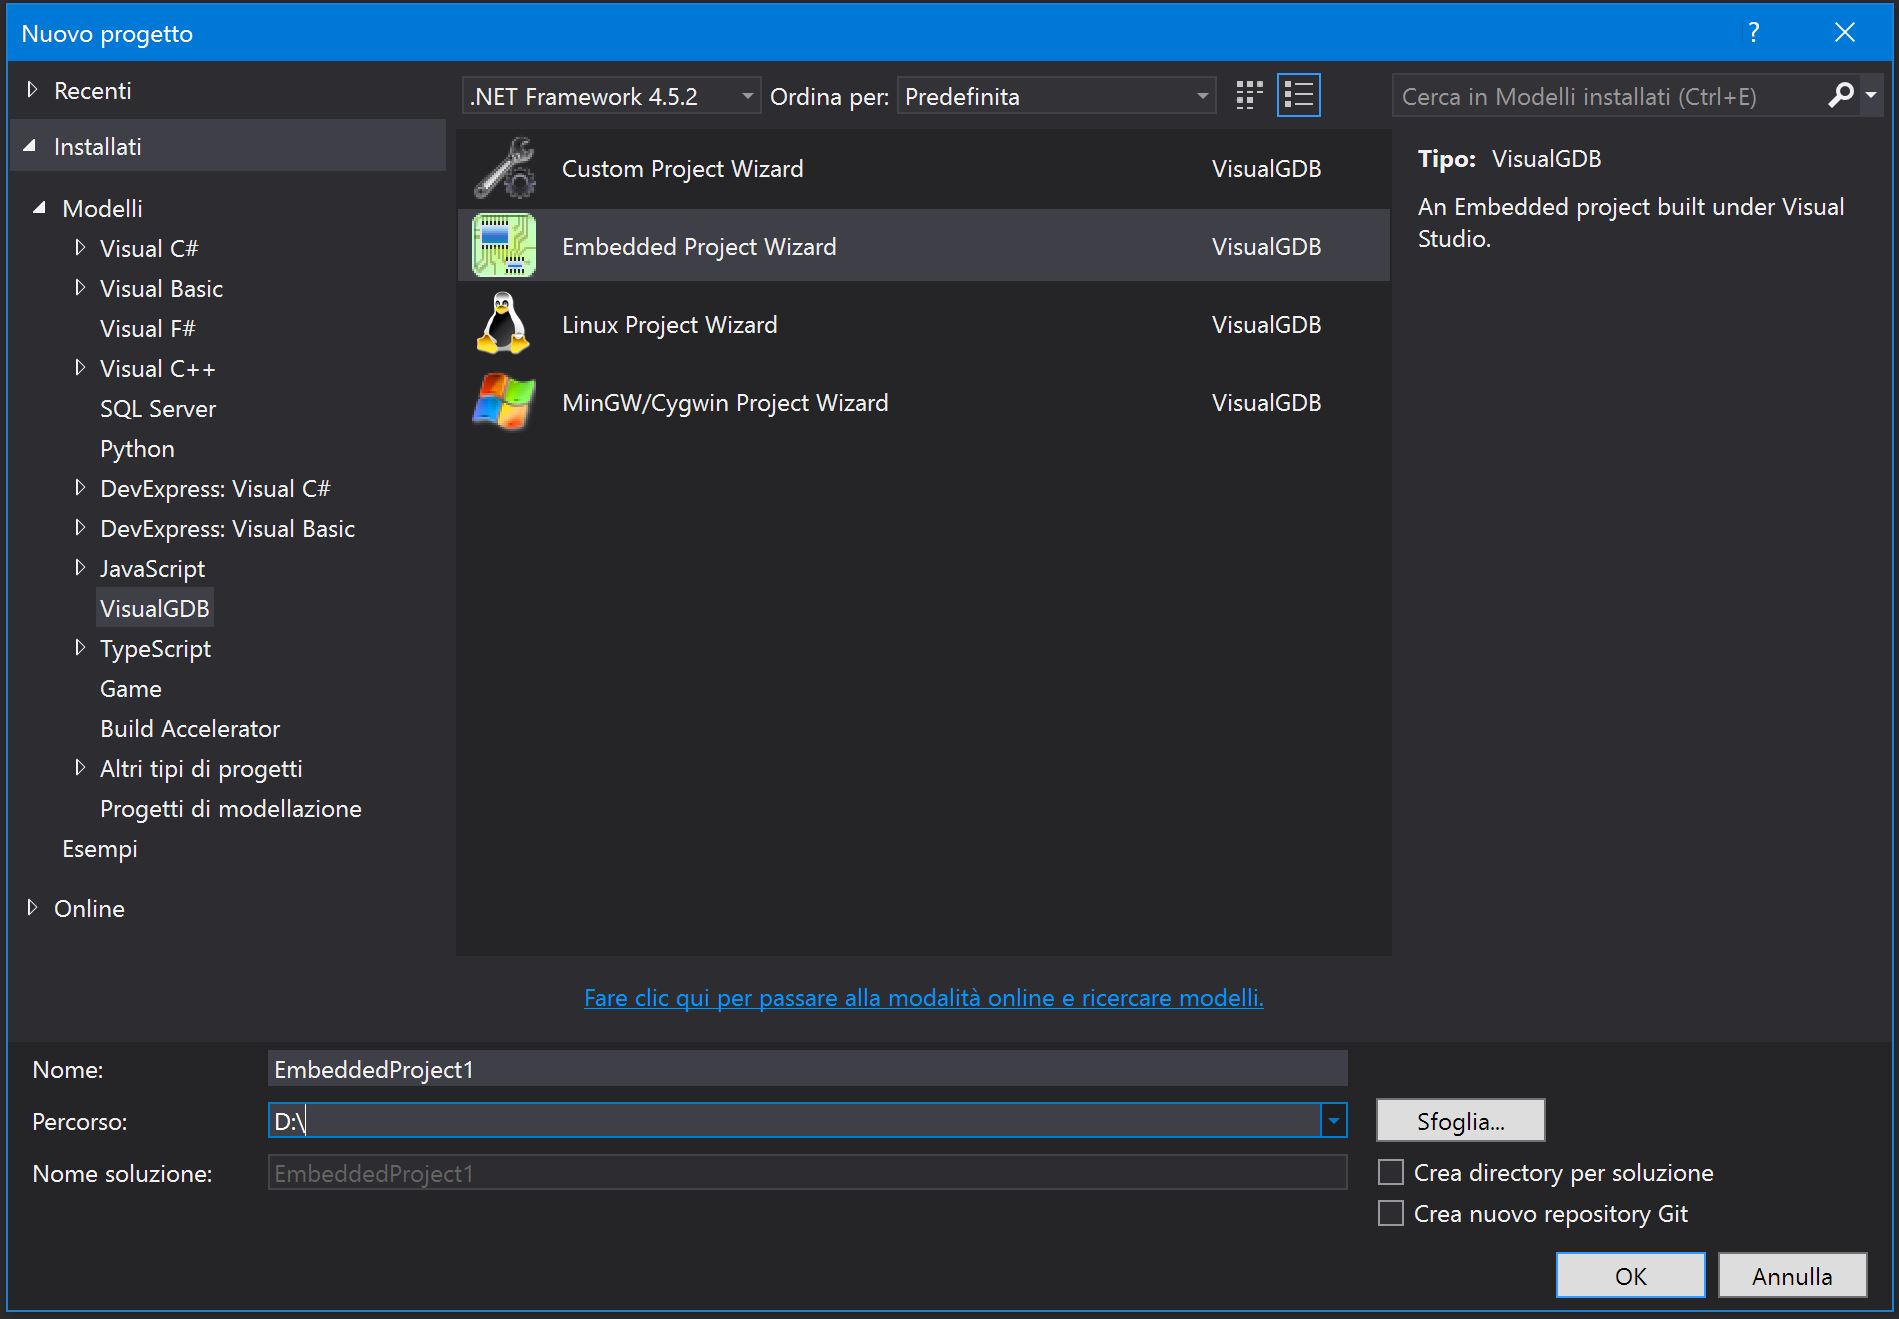 Nuovo progetto
?
Recenti
Installati
Modelli
Visual C#
Visual Basic
Visual F#
Visual C++
SQL Server
Python
DevExpress: Visual C#
DevExpress: Visual Basic
JavaScript
VisualGDB
TypeScript
Game
Build Accelerator
Altri tipi di progetti
Progetti di modellazione
Esempi
Online
.NET Framework 4.5.2 Ordina per: Predefinita
Custom Project Wizard VisualGDB
Embedded Project Wizard VisualGDB
Linux Project Wizard VisualGDB
MinGW/Cygwin Project Wizard VisualGDB
Cerca in Modelli installati (Ctrl+E)
Tipo: VisualGDB
An Embedded project built under Visual
Studio.
Fare clic qui per passare alla modalità online e ricercare modelli.
Nome: EmbeddedProject1
Percorso: D:\ Sfoglia...
Nome soluzione: EmbeddedProject1
Crea directory per soluzione
Crea nuovo repository Git
OK Annulla